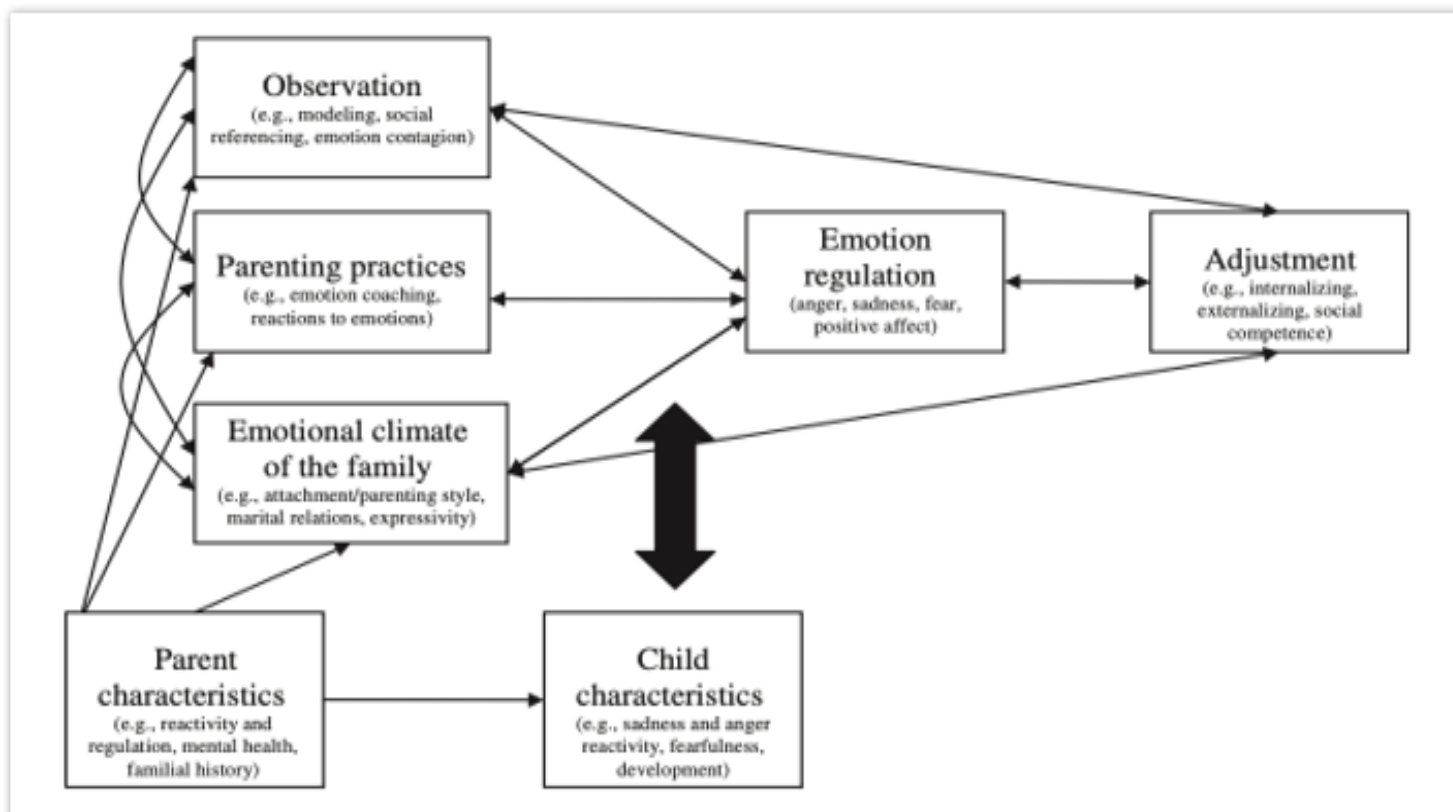 Observation
(e.g., modeling, social
referencing, emotion contagion)
Parenting practices
(e.g., emotion coaching,
reactions to emotions)
Emotion
regulation
(anger, sadness, fear,
positive affect)
Adjustment
(e.g., internalizing,
externalizing, social
competence)
Emotional climate
of the family
(e.g., attachment/parenting style,
marital relations, expressivity)
Parent
characteristics
(e.g., reactivity and
regulation, mental health,
familial history)
Child
characteristics
(e.g., sadness and anger
reactivity, fearfulness,
development)